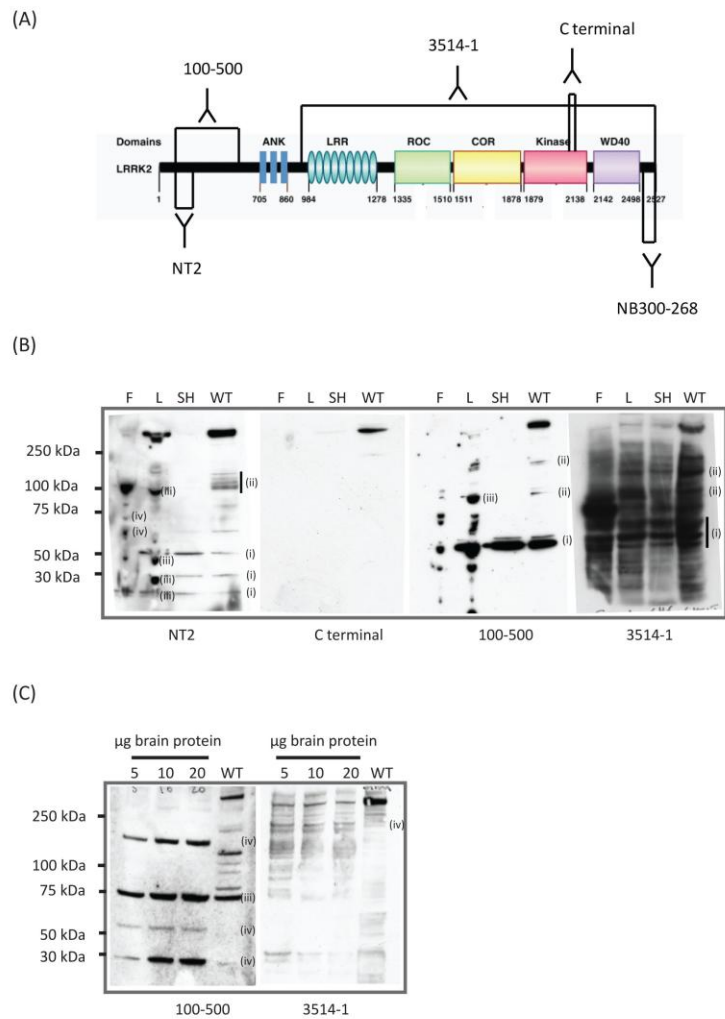 (A)
C terminal
3514-1
100-500
Domains ANK LRR ROC COR Kinase WD40
LRRK2
1 705 860 984 1278 1335 1510 1511 1878 1879 2138 2142 2498 2527
NT2
NB300-268
(B)
F L SH WT F L SH WT F L SH WT F L SH WT
250 kDa
100 kDa
75 kDa
50 kDa
30 kDa
(ii)
(iii)
(iv)
(iv)
(i)
(iii)
(iii)
(i)
(iii)
(i)
(ii)
(iii)
(ii)
(i)
(ii)
(ii)
(i)
NT2 C terminal 100-500 3514-1
(C)
µg brain protein µg brain protein
5 10 20 WT 5 10 20 WT
5 10 20
250 kDa
100 kDa
75 kDa
50 kDa
30 kDa
(iv)
(iii)
(iv)
(iv)
(iv)
100-500 3514-1